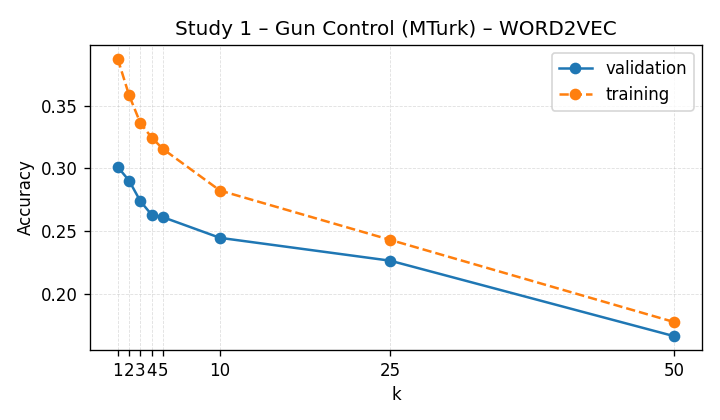 Study 1 – Gun Control (MTurk) – WORD2VEC
validation
training
Accuracy
0.35
0.30
0.25
0.20
1 2 3 4 5 10 25 50
k